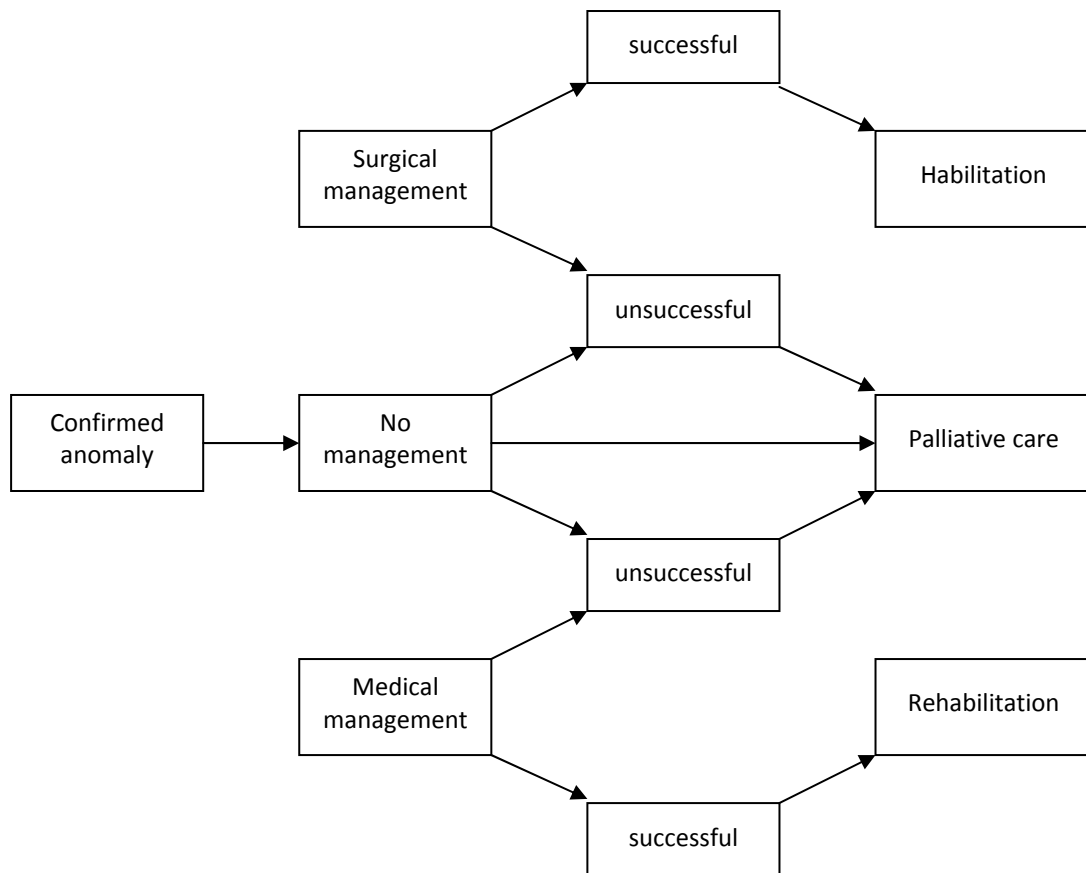 successful
Surgical
management
Habilitation
unsuccessful
Confirmed
anomaly
No
management
Palliative care
unsuccessful
Medical
management
Rehabilitation
successful